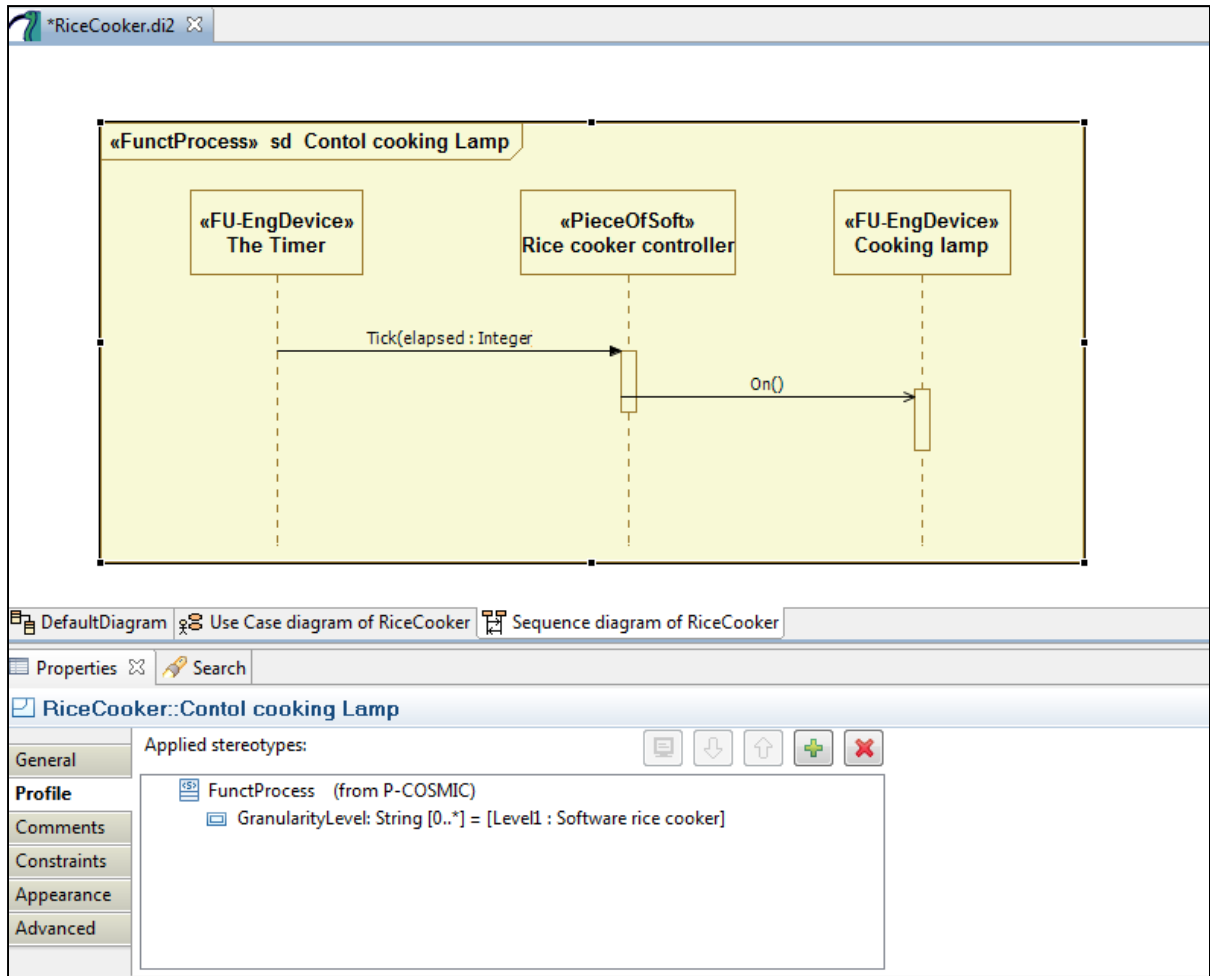 *RiceCooker.di2
«FunctProcess» sd Contol cooking Lamp
«FU-EngDevice»
The Timer
«PieceOfSoft»
Rice cooker controller
«FU-EngDevice»
Cooking lamp
Tick(elapsed : Integer
On()
DefaultDiagram
Use Case diagram of RiceCooker
Sequence diagram of RiceCooker
Properties
Search
RiceCooker::Contol cooking Lamp
General
Profile
Comments
Constraints
Appearance
Advanced
Applied stereotypes:
FunctProcess (from P-COSMIC)
GranularityLevel: String [0..*] = [Level1 : Software rice cooker]